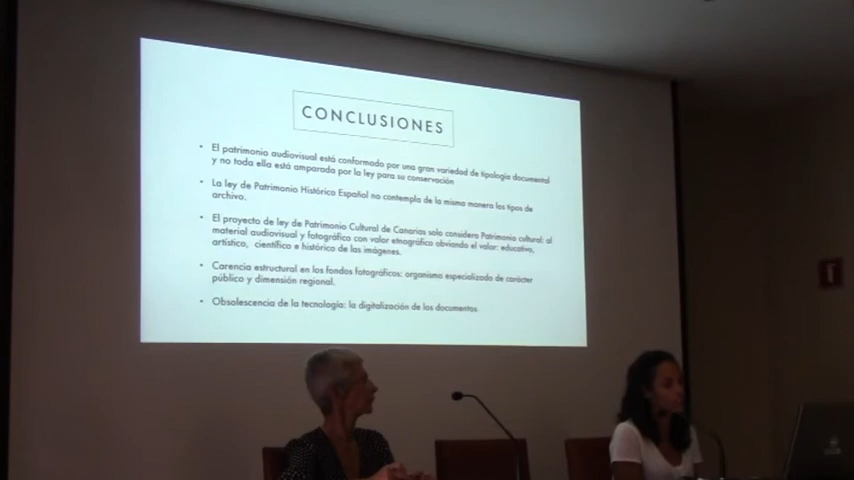 CONCLUSIONES
• El patrimonio audiovisual está conformado por una gran variedad de tipología documental
y no toda ella está amparada por la ley para su conservación
• La ley de Patrimonio Histórico Español no contempla de la misma manera los tipos de
archivo.
• El proyecto de ley de Patrimonio Cultural de Canarias solo considera Patrimonio cultural: al
material audiovisual y fotográfico con valor etnográfico obviando el valor: educativo,
artístico, científico e histórico de las imágenes.
• Carencia estructural en los fondos fotográficos: organismo especializado de carácter
público y dimensión regional.
• Obsolescencia de la tecnología: la digitalización de los documentos